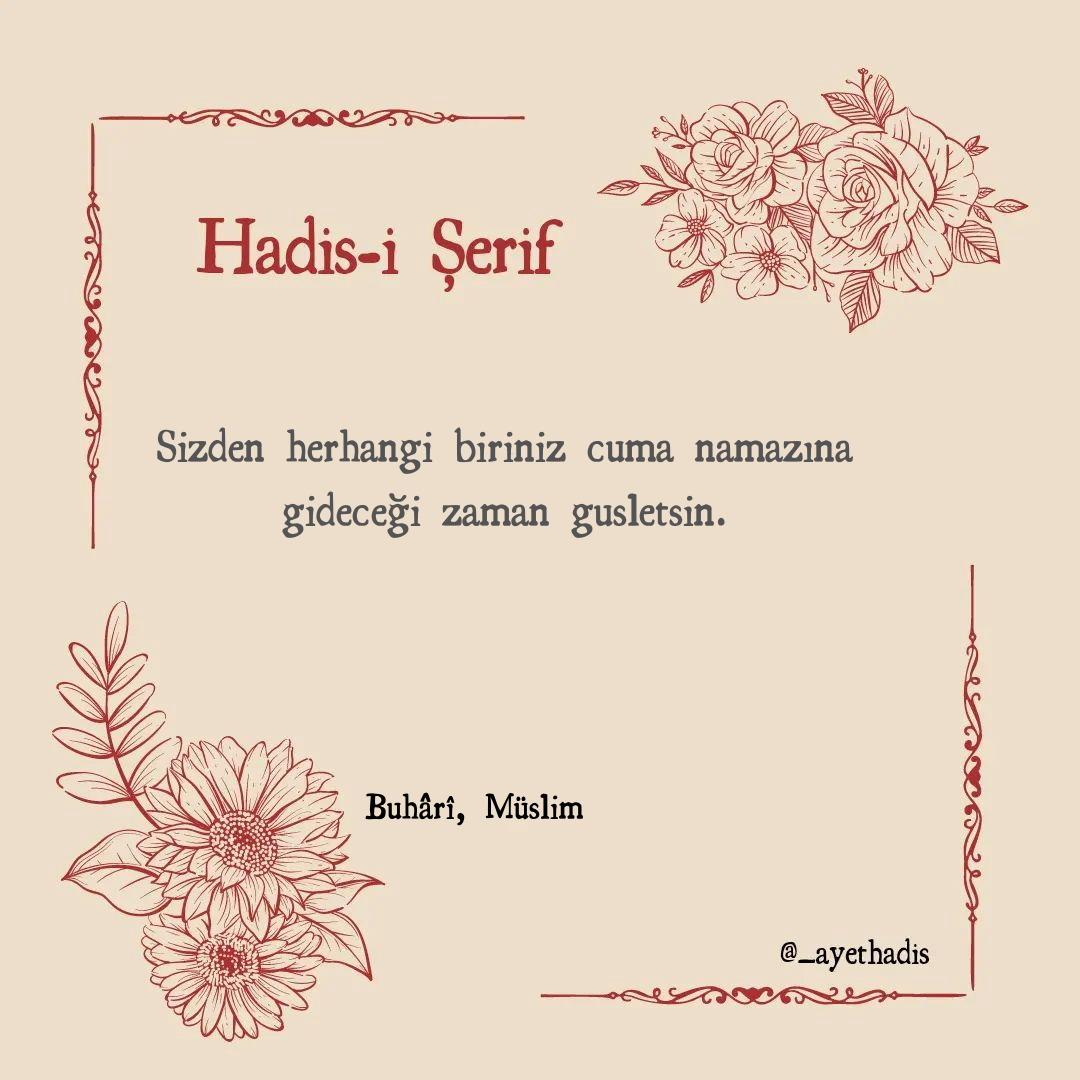 Hadis-i Şerif
Sizden herhangi biriniz cuma namazına
gideceği zaman gusletsin.
Buhârî, Müslim
@_ayethadis